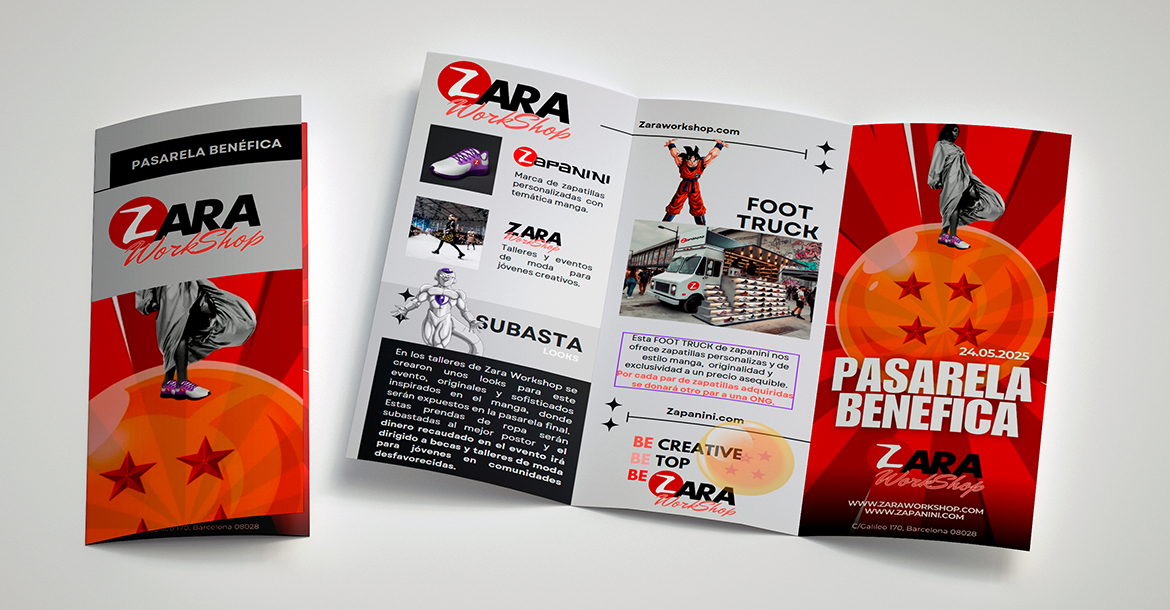 PASARELA BENÉFICA
ZARA
WorkShop
170, Barcelona 08028
ZARA
WorkShop
Zapanini
Marca de zapatillas
personalizadas con
temática manga.
ZARA
WorkShop
Talleres y eventos
de moda para
jóvenes creativos.
SUBASTA
LOOKS
En los talleres de Zara Workshop se
crearon unos looks para este
evento, originales y sofisticados
inspirados en el manga, donde
serán expuestos en la pasarela final.
Estas prendas de ropa serán
subastadas al mejor postor y el
dinero recaudado en el evento irá
dirigido a becas y talleres de moda
para jóvenes en comunidades
desfavorecidas.
Zaraworkshop.com
FOOT
TRUCK
Esta FOOT TRUCK de zapanini nos
ofrece zapatillas personalizas y de
estilo manga, originalidad y
exclusividad a un precio asequible.
Por cada par de zapatillas adquiridas
se donará otro par a una ONG.
Zapanini.com
BE CREATIVE
BE TOP
BE ZARA
WorkShop
24.05.2025
PASARELA
BENEFICA
ZARA
WorkShop
WWW.ZARAWORKSHOP.COM
WWW.ZAPANINI.COM
C/Galileo 170, Barcelona 08028